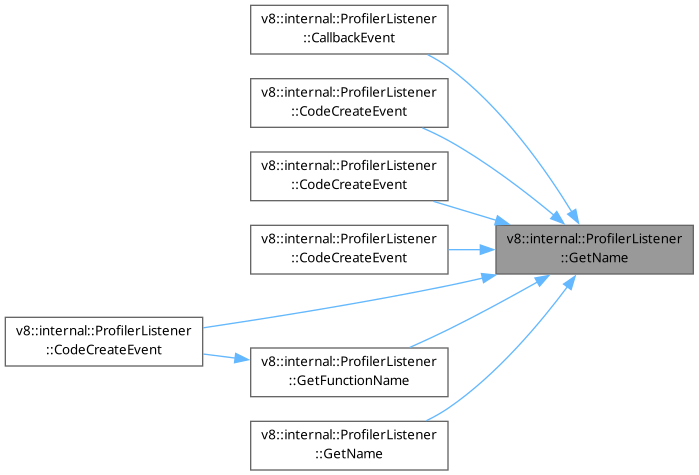 v8::internal::ProfilerListener
::CallbackEvent
v8::internal::ProfilerListener
::CodeCreateEvent
v8::internal::ProfilerListener
::CodeCreateEvent
v8::internal::ProfilerListener
::CodeCreateEvent
v8::internal::ProfilerListener
::GetName
v8::internal::ProfilerListener
::CodeCreateEvent
v8::internal::ProfilerListener
::GetFunctionName
v8::internal::ProfilerListener
::GetName